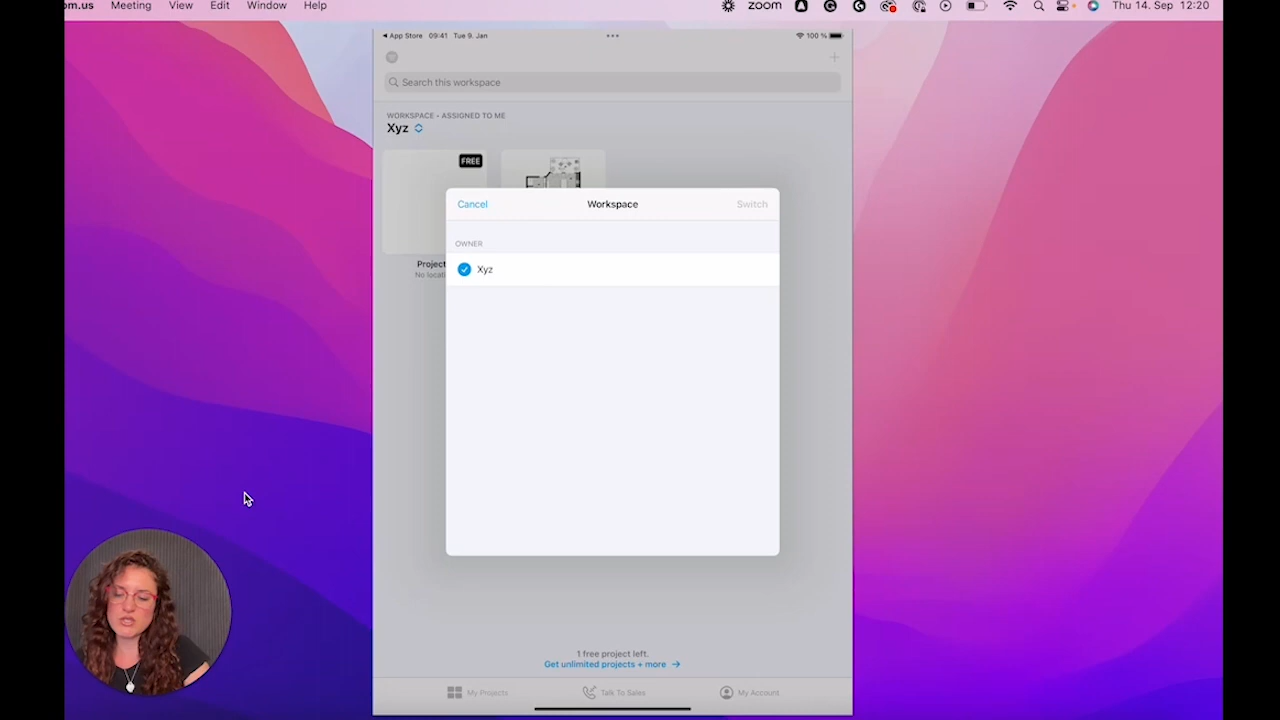 om.us Meeting View Edit Window Help zoom Thu 14. Sep 12:20
App Store 09:41 Tue 9. Jan 100 %
Search this workspace
WORKSPACE • ASSIGNED TO ME
Xyz
FREE
Cancel Workspace Switch
OWNER
Xyz
Project
No locati
1 free project left.
Get unlimited projects + more →
My Projects Talk To Sales My Account